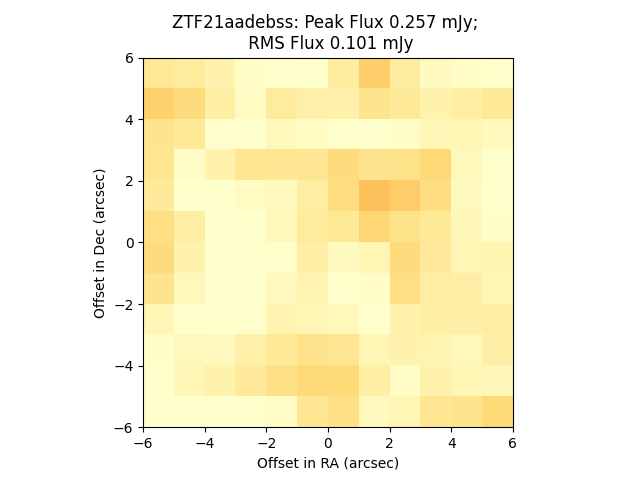 ZTF21aadebss: Peak Flux 0.257 mJy;
RMS Flux 0.101 mJy
6
4
2
0
−2
−4
−6
Offset in Dec (arcsec)
−6 −4 −2 0 2 4 6
Offset in RA (arcsec)